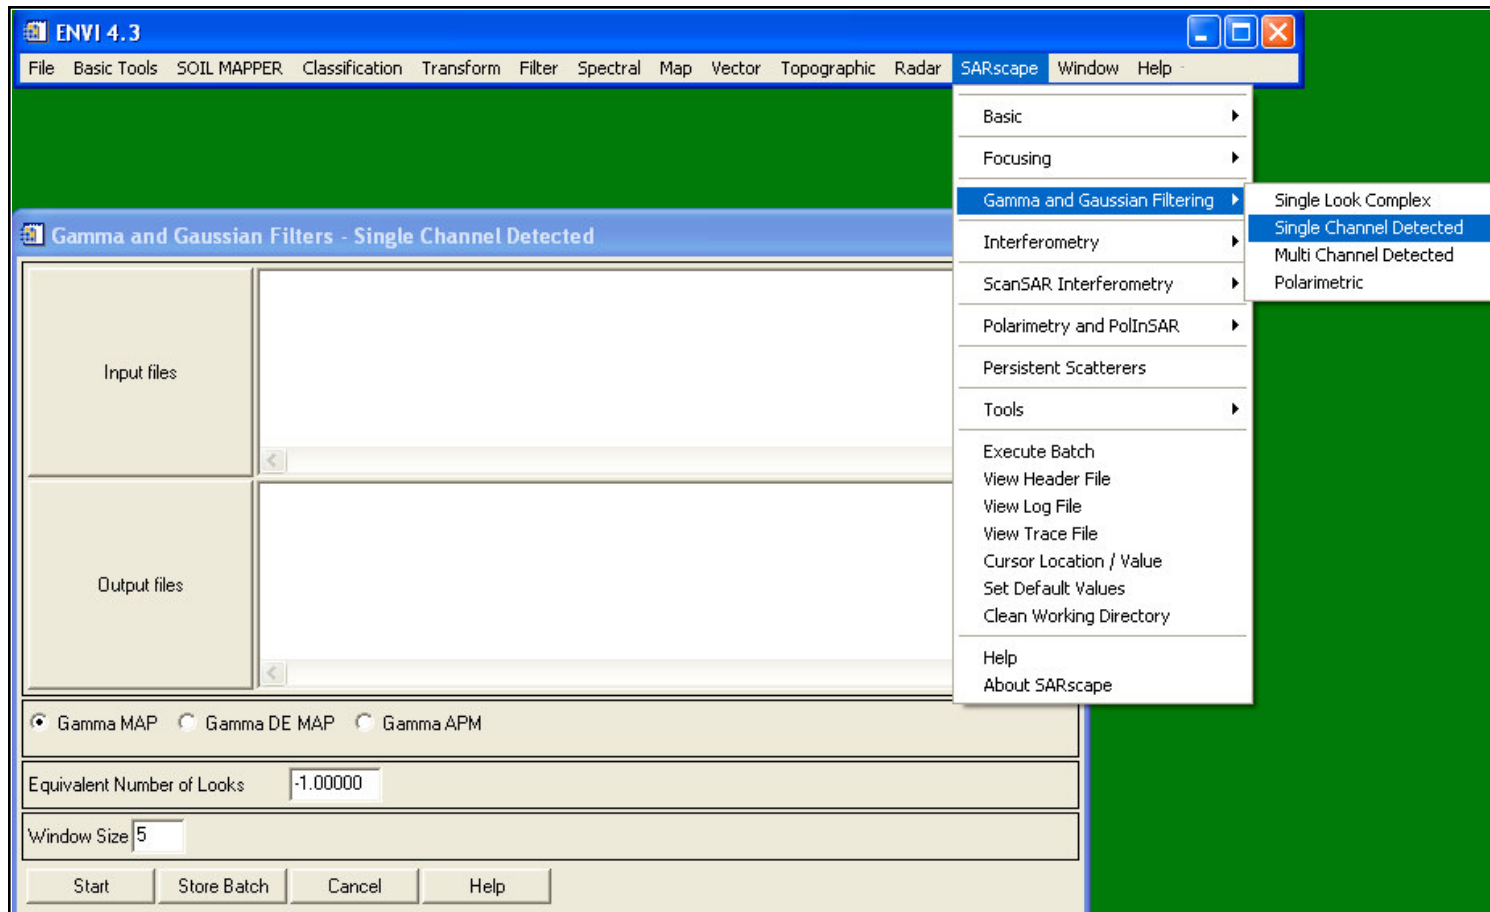 ENVI 4.3
File Basic Tools SOIL MAPPER Classification Transform Filter Spectral Map Vector Topographic Radar SARscape Window Help
Basic
Focusing
Gamma and Gaussian Filtering
Interferometry
ScanSAR Interferometry
Polarimetry and PolInSAR
Persistent Scatterers
Tools
Execute Batch
View Header File
View Log File
View Trace File
Cursor Location / Value
Set Default Values
Clean Working Directory
Help
About SARscape
Single Look Complex
Single Channel Detected
Multi Channel Detected
Polarimetric
Gamma and Gaussian Filters - Single Channel Detected
Input files
Output files
Gamma MAP Gamma DE MAP Gamma APM
Equivalent Number of Looks -1.00000
Window Size 5
Start Store Batch Cancel Help